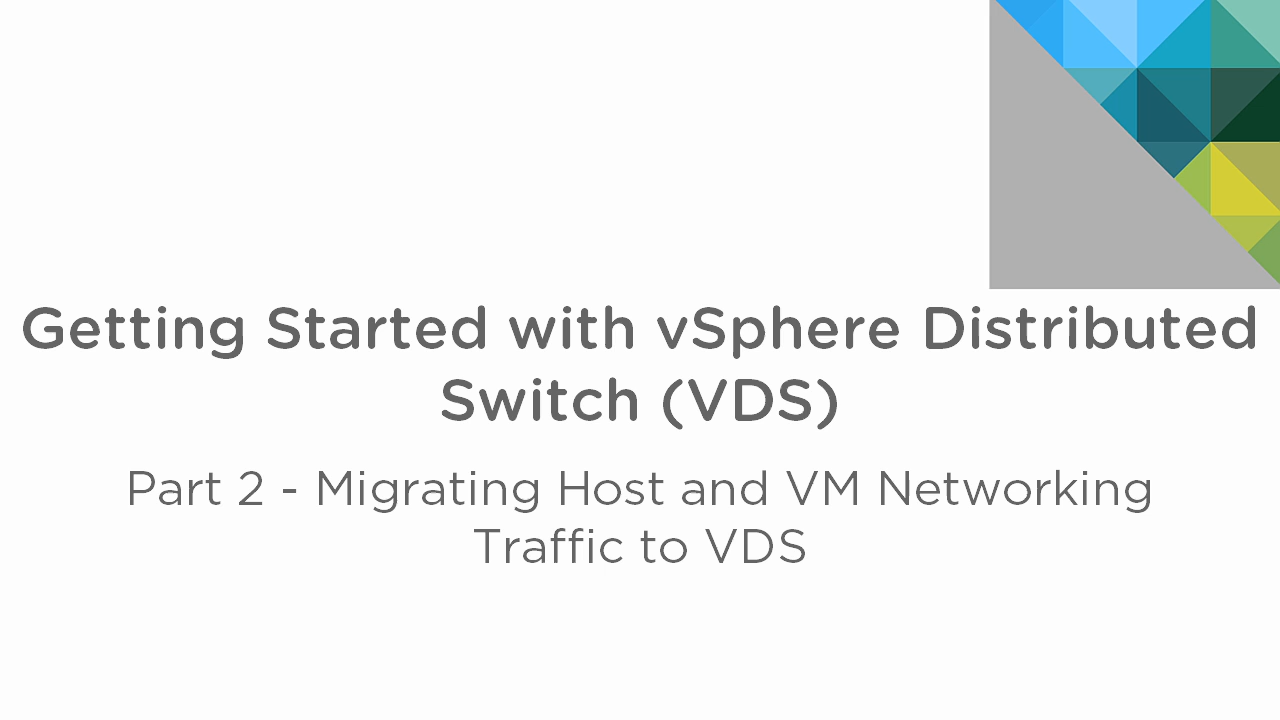 Getting Started with vSphere Distributed
Switch (VDS)
Part 2 - Migrating Host and VM Networking
Traffic to VDS